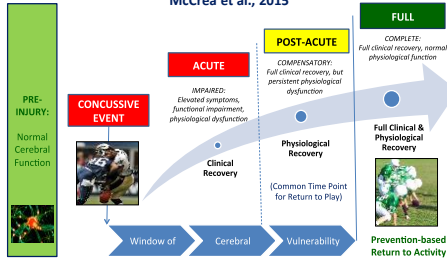 McCrea et al., 2015
FULL
COMPLETE:
Full clinical recovery, normal
physiological function
POST-ACUTE
COMPENSATORY:
Full clinical recovery, but
persistent physiological
dysfunction
ACUTE
IMPAIRED:
Elevated symptoms,
functional impairment,
physiological dysfunction
PRE-
INJURY:
Normal
Cerebral
Function
CONCUSSIVE
EVENT
Clinical
Recovery
Physiological
Recovery
Full Clinical &
Physiological
Recovery
(Common Time Point
for Return to Play)
Window of
Cerebral
Vulnerability
Prevention-based
Return to Activity